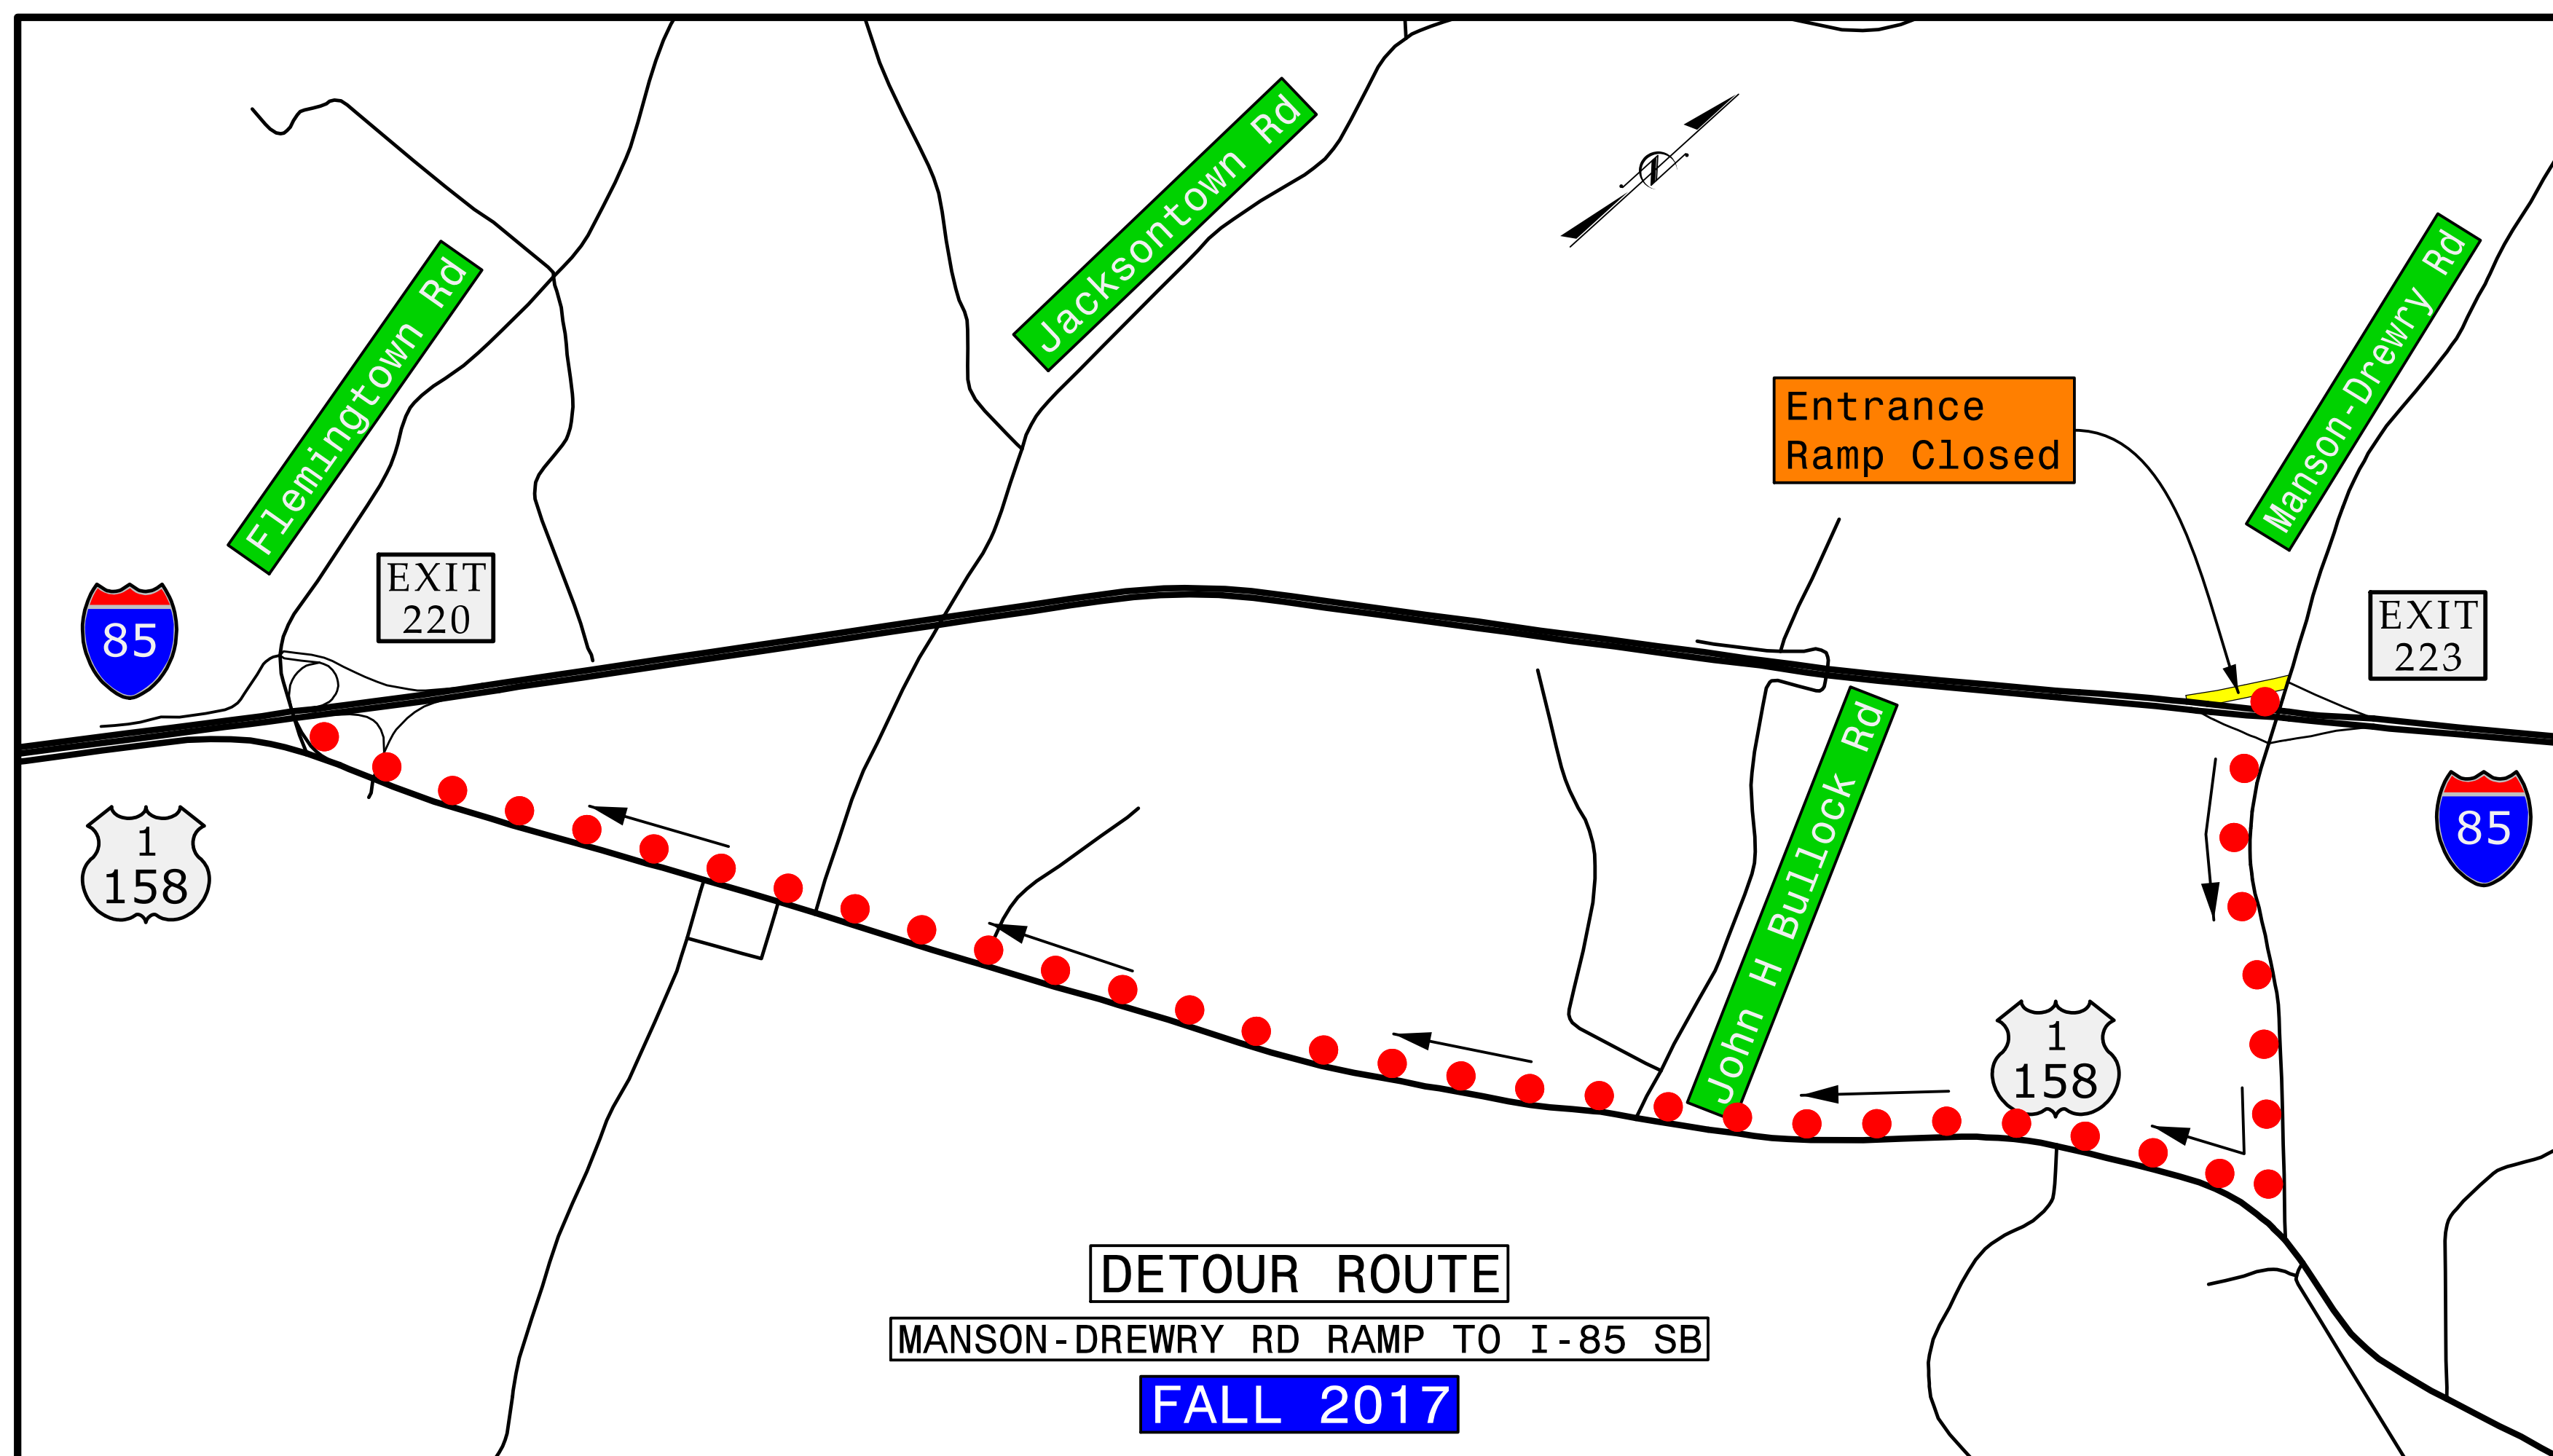 Jacksontown Rd
N
Manson-Drewry Rd
Flemingtown Rd
Entrance
Ramp Closed
EXIT
220
85
EXIT
223
John H Bullock Rd
85
1
158
1
158
DETOUR ROUTE
MANSON-DREWRY RD RAMP TO I-85 SB
FALL 2017